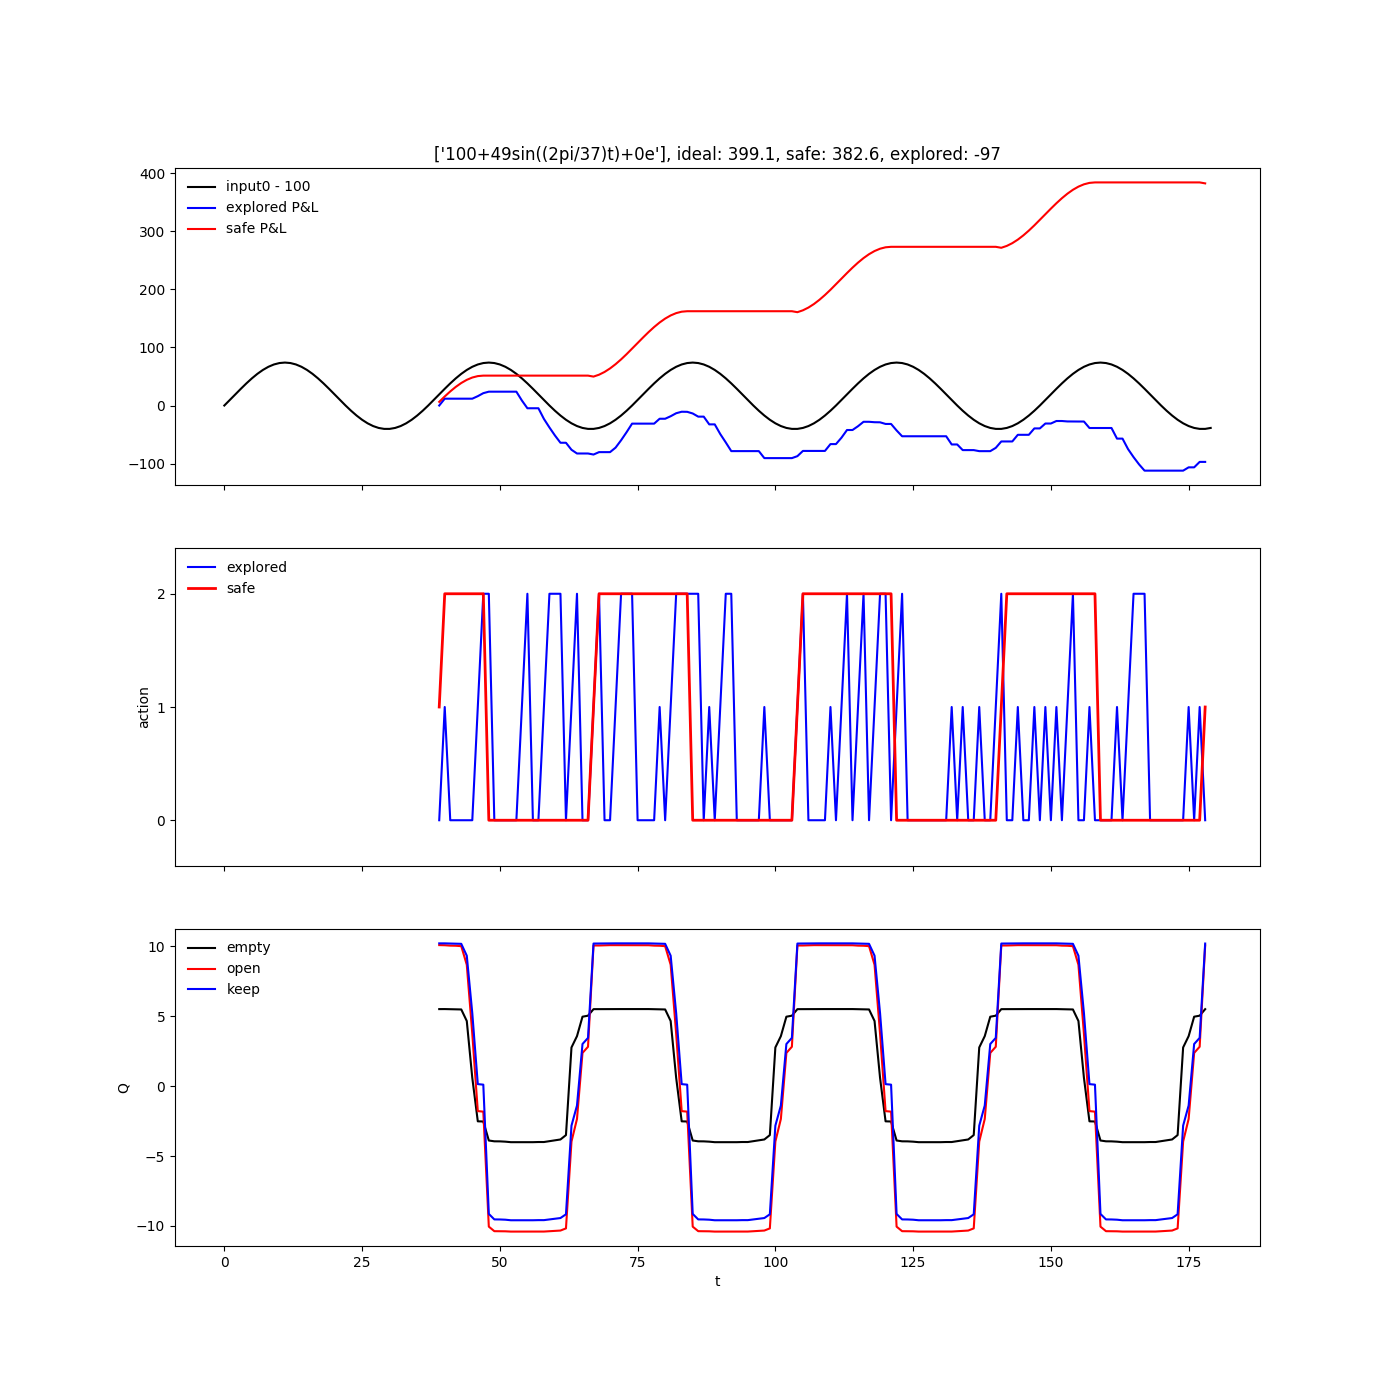 ['100+49sin((2pi/37)t)+0e'], ideal: 399.1, safe: 382.6, explored: -97
400
300
200
100
0
−100
input0 - 100
explored P&L
safe P&L
action
2
1
0
explored
safe
Q
10
5
0
−5
−10
empty
open
keep
0 25 50 75 100 125 150 175
t